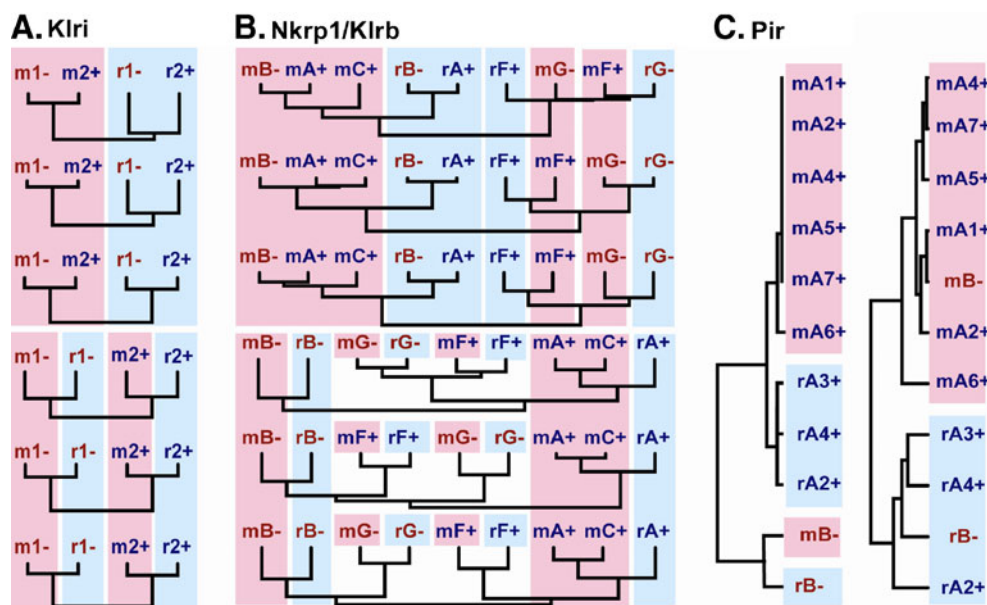 A. Klri
m1- m2+ r1- r2+
m1- m2+ r1- r2+
m1- m2+ r1- r2+
m1- r1- m2+ r2+
m1- r1- m2+ r2+
m1- r1- m2+ r2+
B. Nkrp1/Klrb
mB- mA+ mC+ rB- rA+ rF+ mG- mF+ rG-
mB- mA+ mC+ rB- rA+ rF+ mF+ mG- rG-
mB- mA+ mC+ rB- rA+ rF+ mF+ mG- rG-
mB- rB- mG- rG- mF+ rF+ mA+ mC+ rA+
mB- rB- mF+ rF+ mG- rG- mA+ mC+ rA+
mB- rB- mG- rG- mF+ rF+ mA+ mC+ rA+
C. Pir
mA1+
mA2+
mA4+
mA5+
mA7+
mA6+
rA3+
rA4+
rA2+
mB-
rB-
mA4+
mA7+
mA5+
mA1+
mB-
mA2+
mA6+
rA3+
rA4+
rB-
rA2+